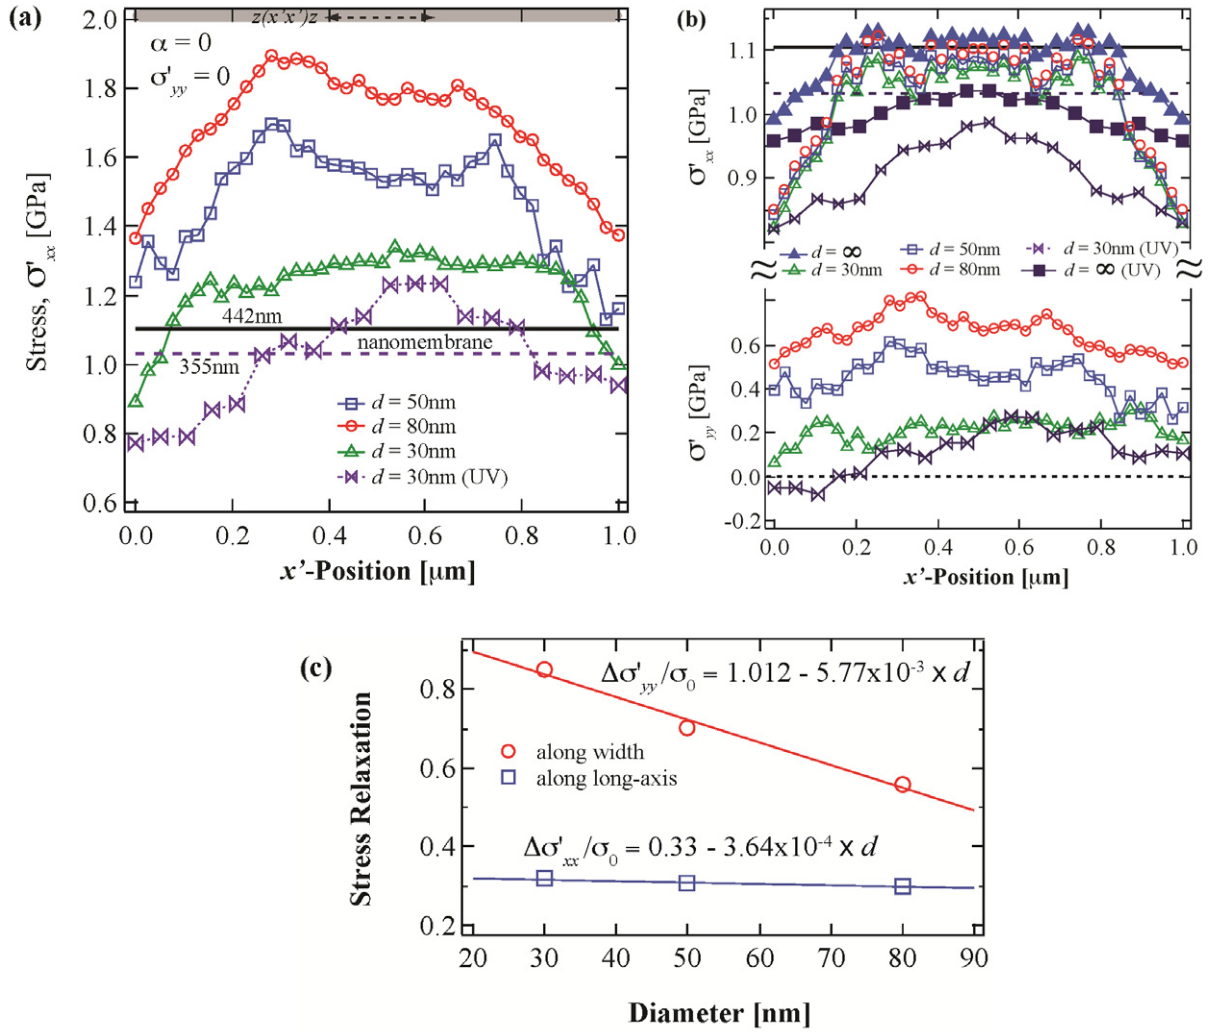 (a)
z(x'x')z
α = 0
σ'yy = 0
2.0
1.8
1.6
1.4
1.2
1.0
0.8
0.6
Stress, σ'xx [GPa]
442nm
nanomembrane
355nm
d = 50nm
d = 80nm
d = 30nm
d = 30nm (UV)
0.0 0.2 0.4 0.6 0.8 1.0
x'-Position [μm]
(b)
1.1
1.0
0.9
σ'xx [GPa]
d = ∞ d = 50nm d = 30nm (UV)
d = 30nm d = 80nm d = ∞ (UV)
≈ ≈
0.6
0.4
0.2
0.0
-0.2
σ'yy [GPa]
0.0 0.2 0.4 0.6 0.8 1.0
x'-Position [μm]
(c)
Δσ'yy/σ0 = 1.012 - 5.77x10-3 x d
0.8
0.6
0.4
0.2
Stress Relaxation
along width
along long-axis
Δσ'xx/σ0 = 0.33 - 3.64x10-4 x d
20 30 40 50 60 70 80 90
Diameter [nm]